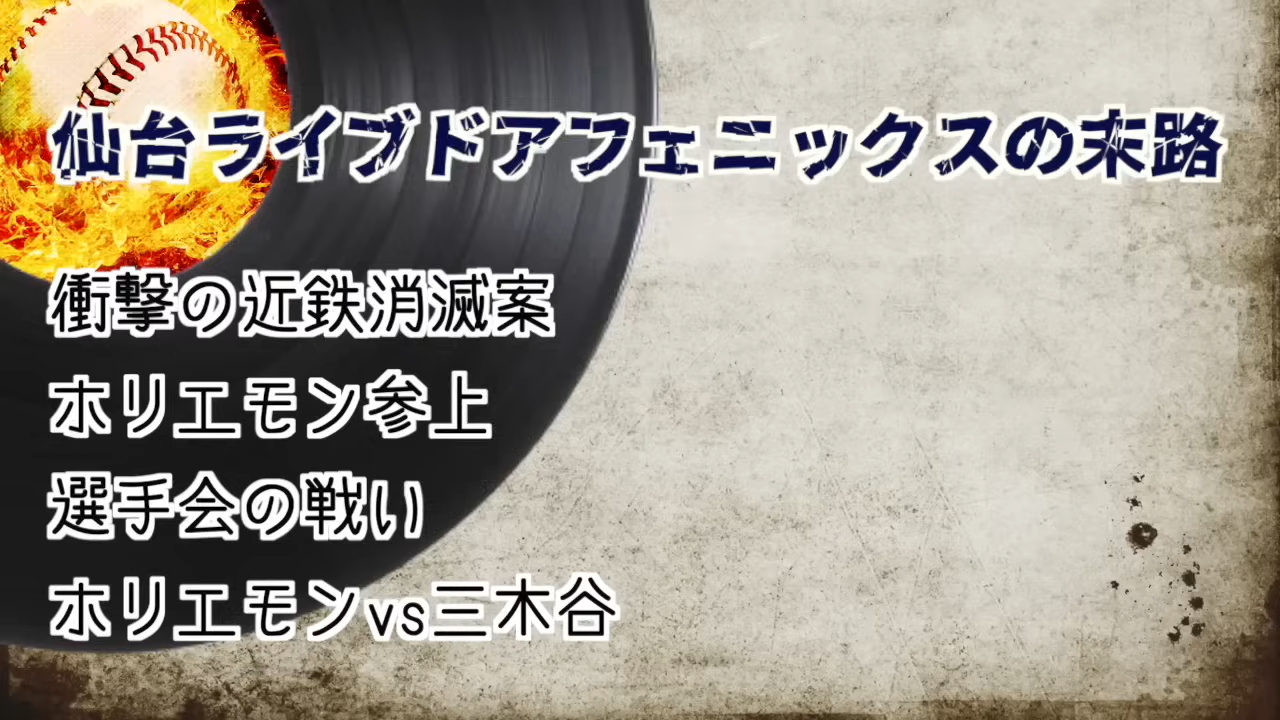 仙台ライブドアフェニックスの末路
衝撃の近鉄消滅案
ホリエモン参上
選手会の戦い
ホリエモンvs三木谷